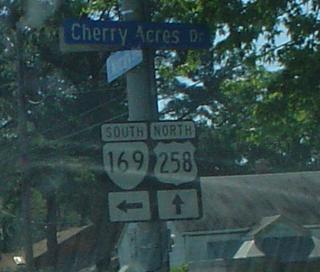 Cherry Acres Dr
SOUTH NORTH
169 258